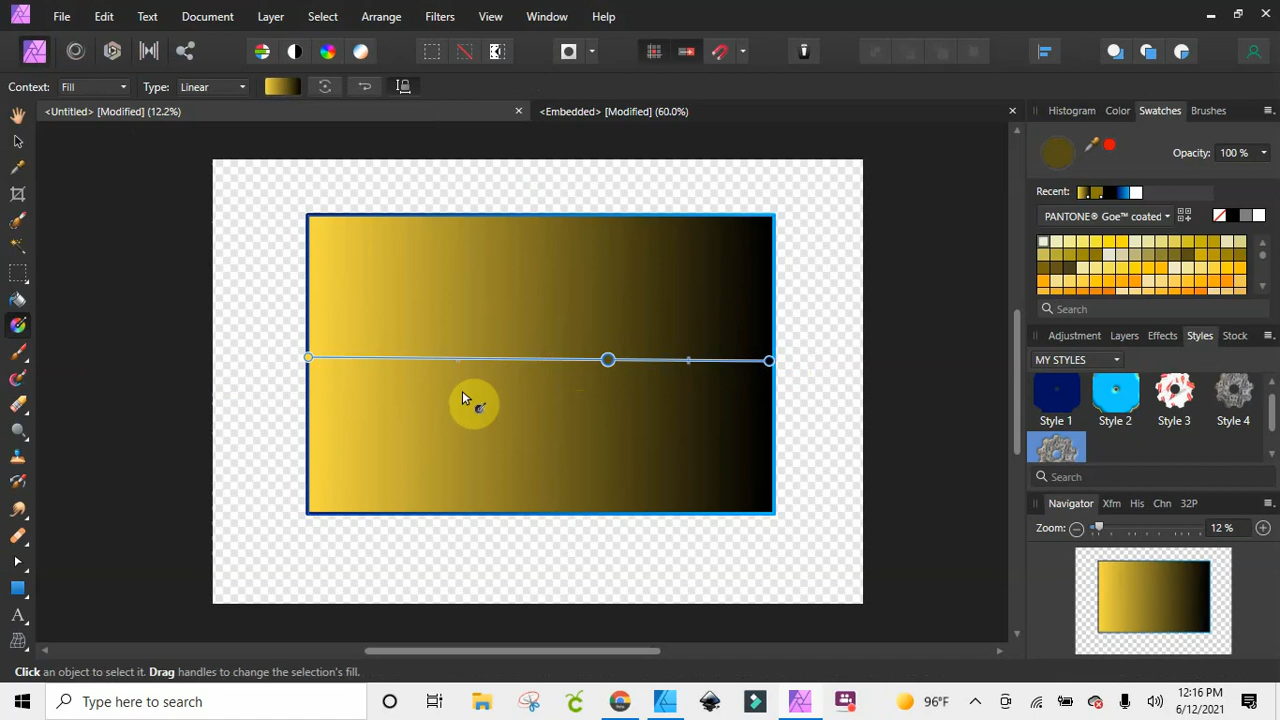 File Edit Text Document Layer Select Arrange Filters View Window Help
Context: Fill Type: Linear
<Untitled> [Modified] (12.2%) <Embedded> [Modified] (60.0%)
Histogram Color Swatches Brushes
Opacity: 100 %
Recent:
PANTONE® Goe™ coated
Search
Adjustment Layers Effects Styles Stock
MY STYLES
Style 1 Style 2 Style 3 Style 4
Search
Navigator Xfm His Chn 32P
Zoom: 12 %
Click an object to select it. Drag handles to change the selection's fill.
Type here to search
96°F
12:16 PM
6/12/2021